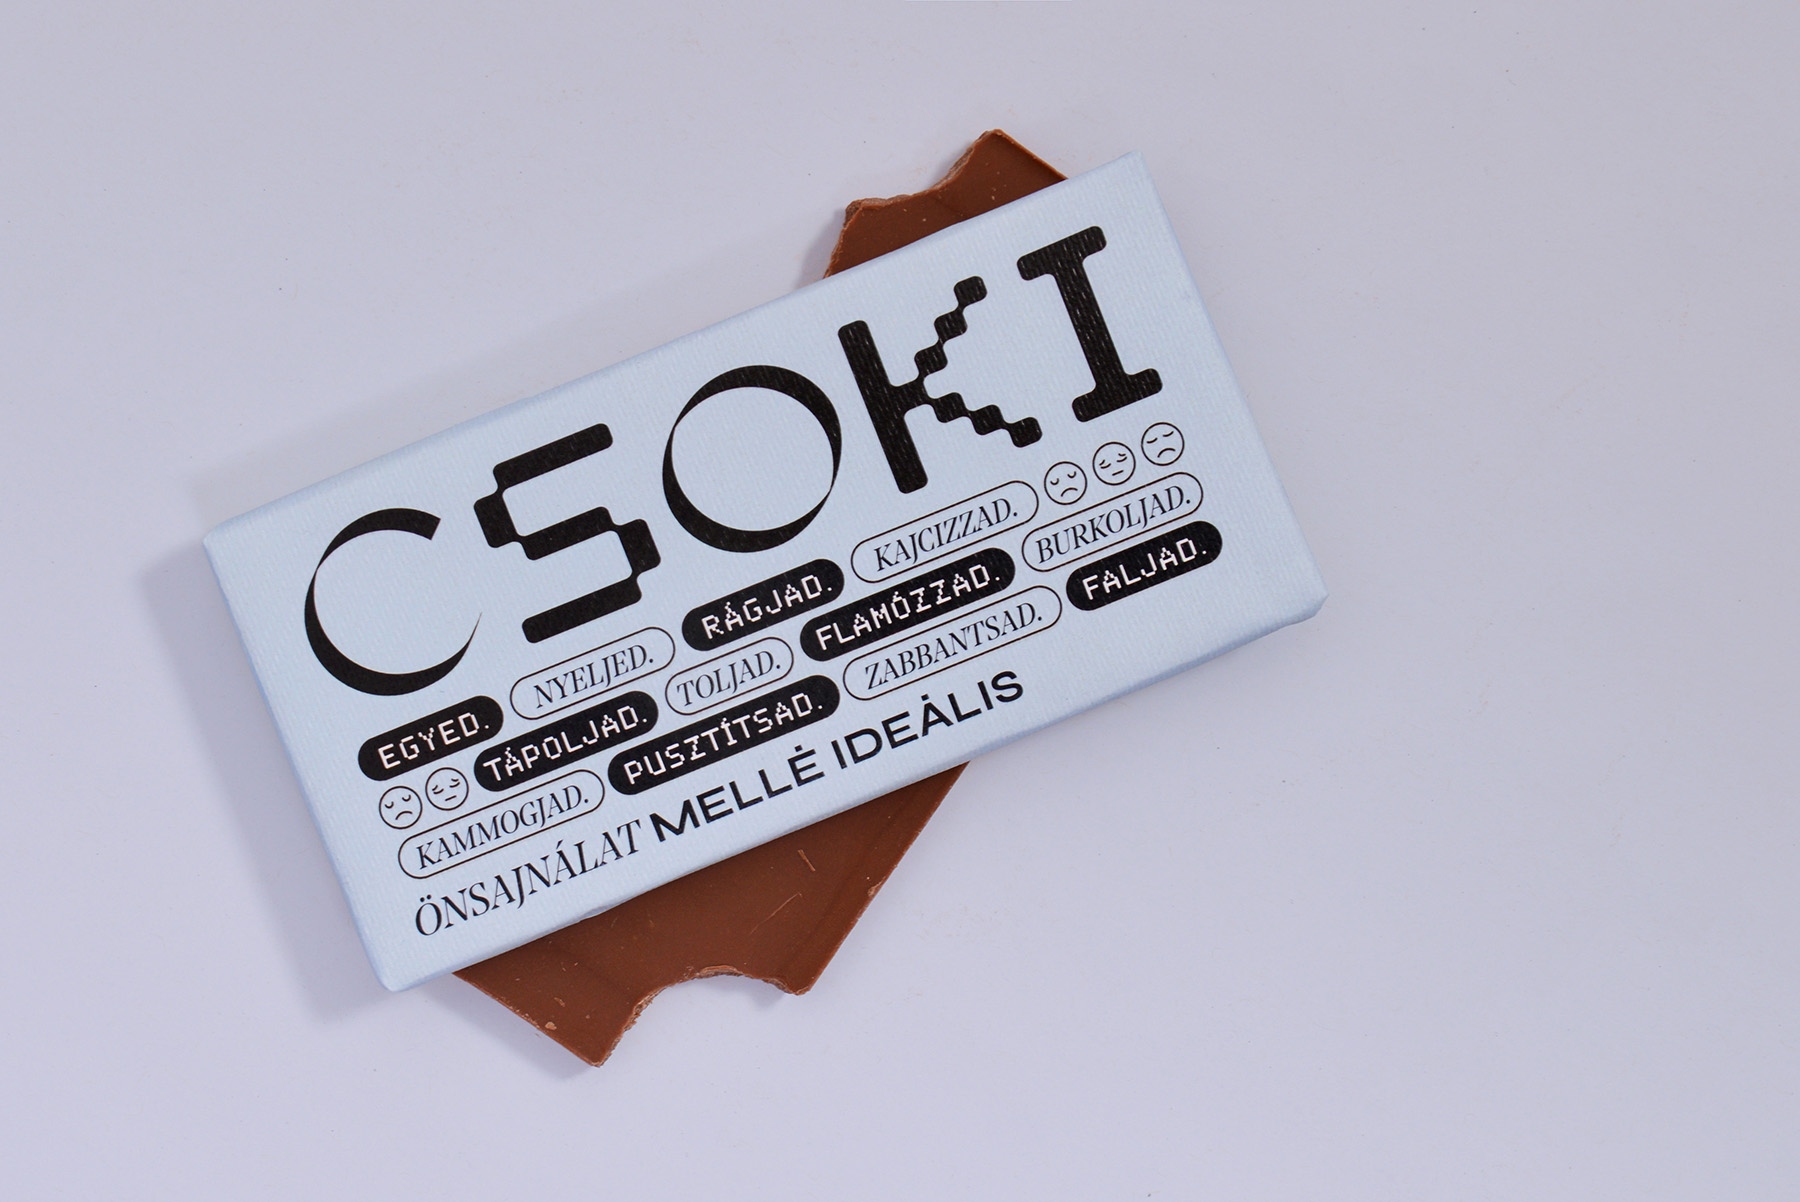 CSOKI
EGYED. NYELJED. RÁGJAD. KAJCIZZAD.
TÁPOLJAD. TOLJAD. FLAMÓZZAD. BURKOLJAD.
KAMMOGJAD. PUSZTÍTSAD. ZABBANTSAD. FALJAD.
ÖNSAJNÁLAT MELLÉ IDEÁLIS